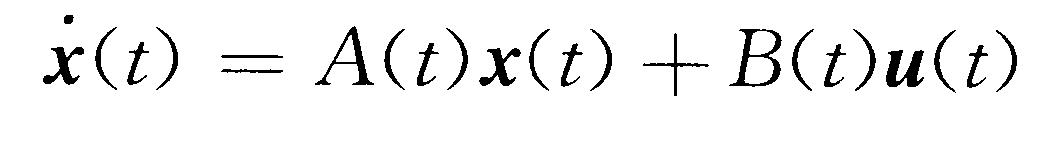 ẋ(t) = A(t)x(t) + B(t)u(t)